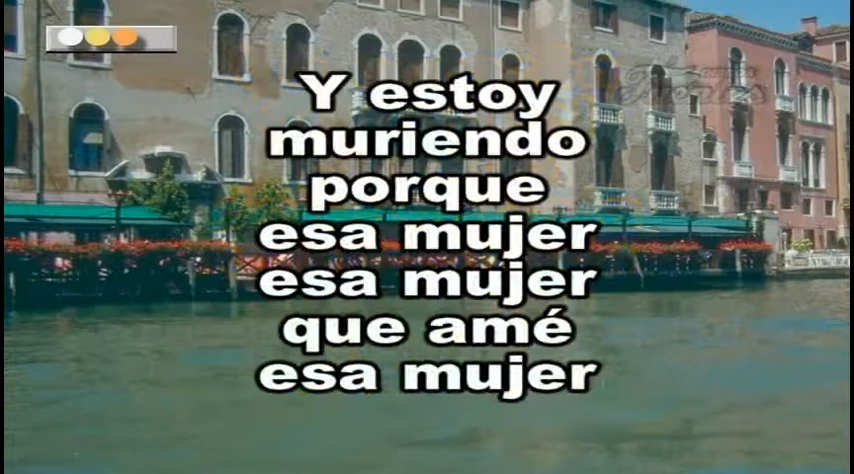 Y estoy
muriendo
porque
esa mujer
esa mujer
que amé
esa mujer